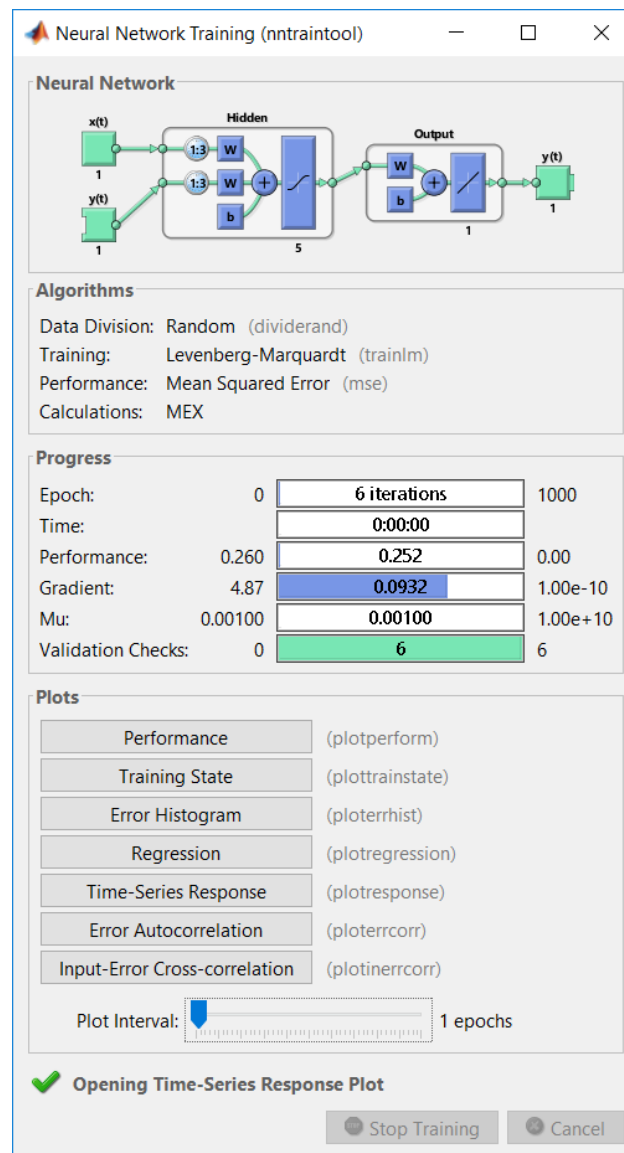 Neural Network Training (nntraintool)
Neural Network
x(t)
1
y(t)
1
Hidden
1:3 W
1:3 W
b
+
5
Output
W
b
+
1
y(t)
1
Algorithms
Data Division: Random (dividerand)
Training: Levenberg-Marquardt (trainlm)
Performance: Mean Squared Error (mse)
Calculations: MEX
Progress
Epoch: 0 6 iterations 1000
Time: 0:00:00
Performance: 0.260 0.252 0.00
Gradient: 4.87 0.0932 1.00e-10
Mu: 0.00100 0.00100 1.00e+10
Validation Checks: 0 6 6
Plots
Performance (plotperform)
Training State (plottrainstate)
Error Histogram (ploterrhist)
Regression (plotregression)
Time-Series Response (plotresponse)
Error Autocorrelation (ploterrcorr)
Input-Error Cross-correlation (plotinerrcorr)
Plot Interval: 1 epochs
Opening Time-Series Response Plot
Stop Training Cancel